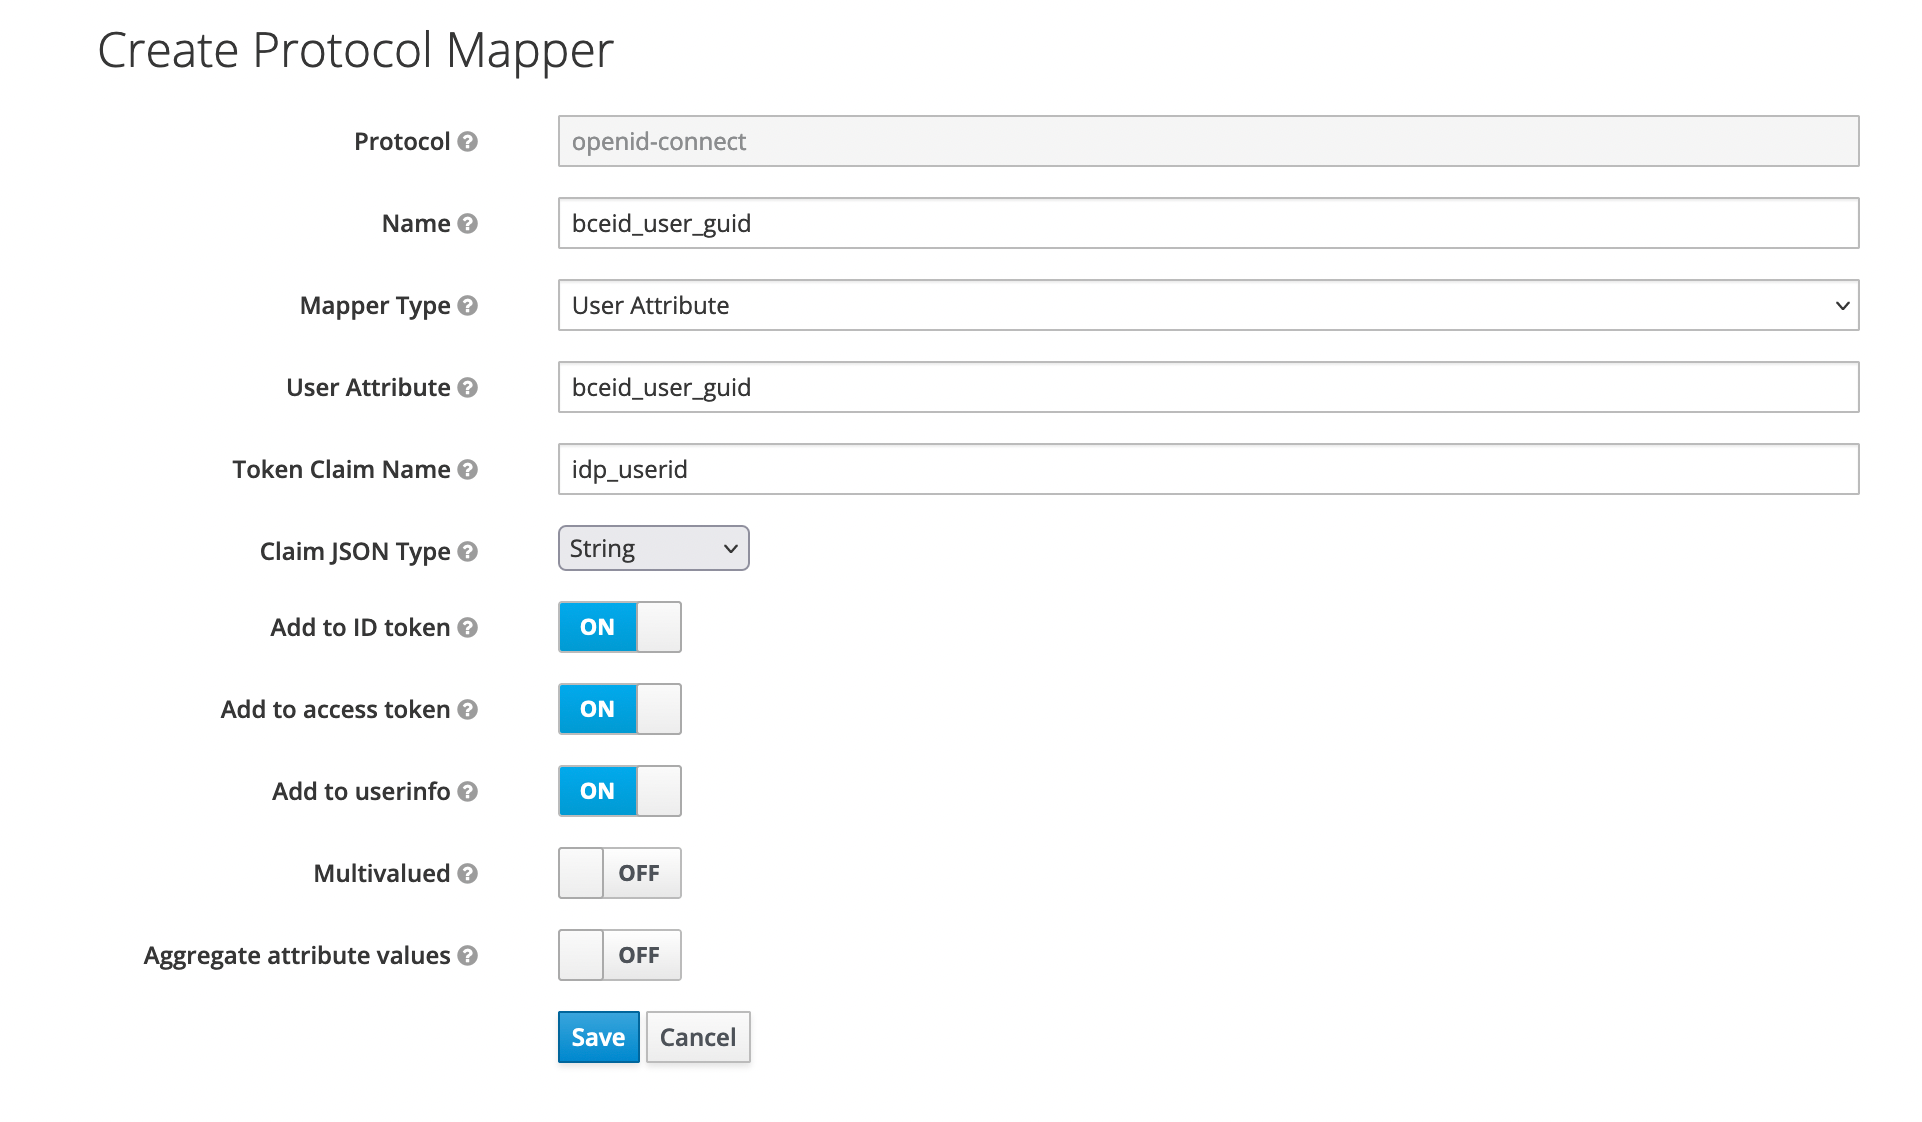 Create Protocol Mapper
Protocol
openid-connect
Name
bceid_user_guid
Mapper Type
User Attribute
User Attribute
bceid_user_guid
Token Claim Name
idp_userid
Claim JSON Type
String
Add to ID token
ON
Add to access token
ON
Add to userinfo
ON
Multivalued
OFF
Aggregate attribute values
OFF
Save
Cancel